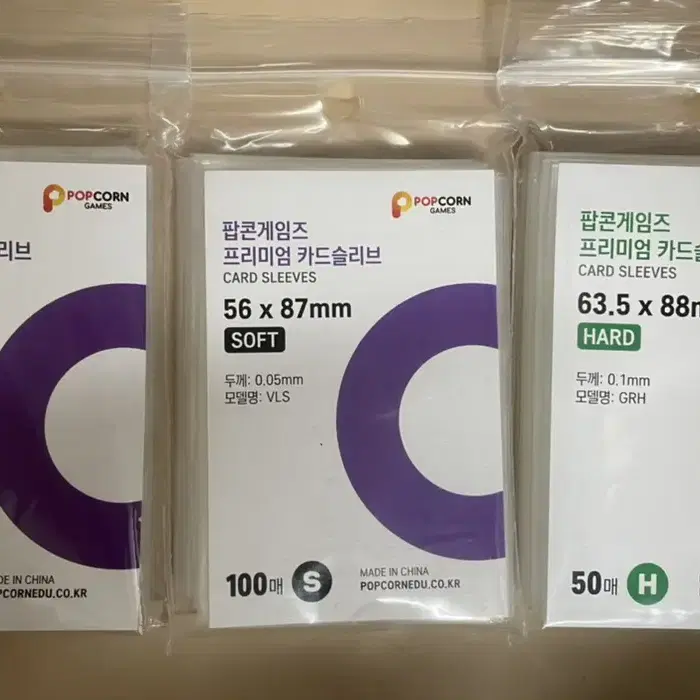 리브
POPCORN
GAMES
DE IN CHINA
PCORNEDU.CO.KR
POPCORN
GAMES
팝콘게임즈
프리미엄 카드슬리브
CARD SLEEVES
56 x 87mm
SOFT
두께: 0.05mm
모델명: VLS
100매 S
MADE IN CHINA
POPCORNEDU.CO.KR
팝콘게임즈
프리미엄 카드슬
CARD SLEEVES
63.5 x 88m
HARD
두께: 0.1mm
모델명: GRH
50매 H